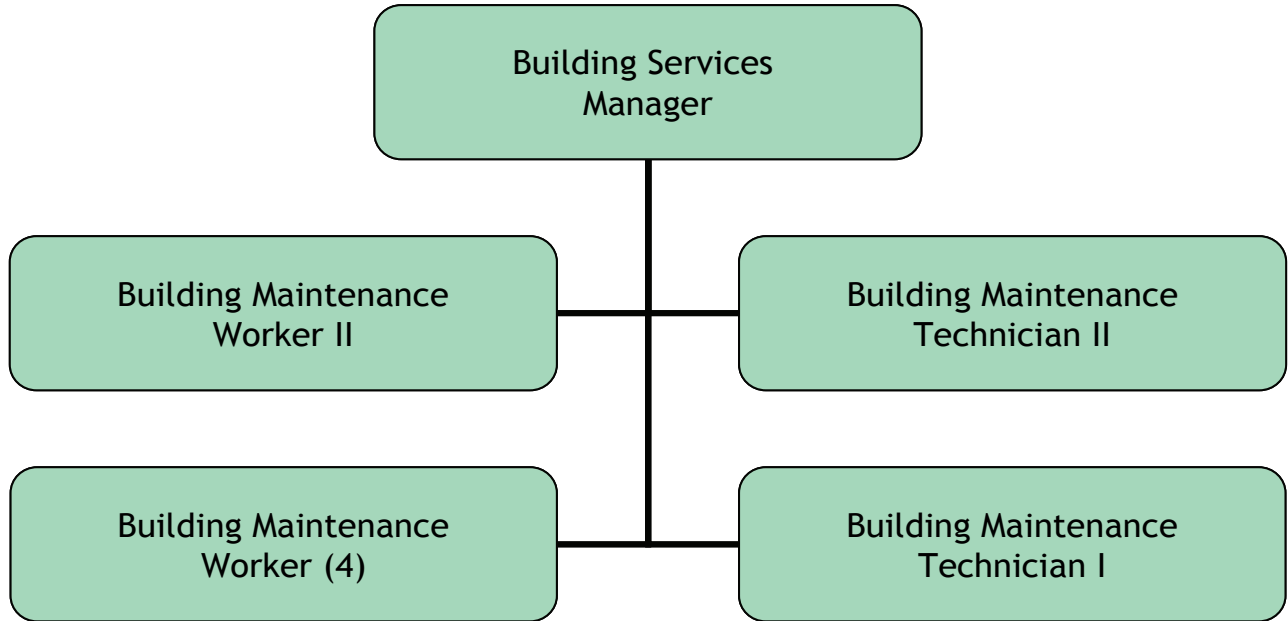 Building Services
Manager
Building Maintenance
Worker II
Building Maintenance
Technician II
Building Maintenance
Worker (4)
Building Maintenance
Technician I